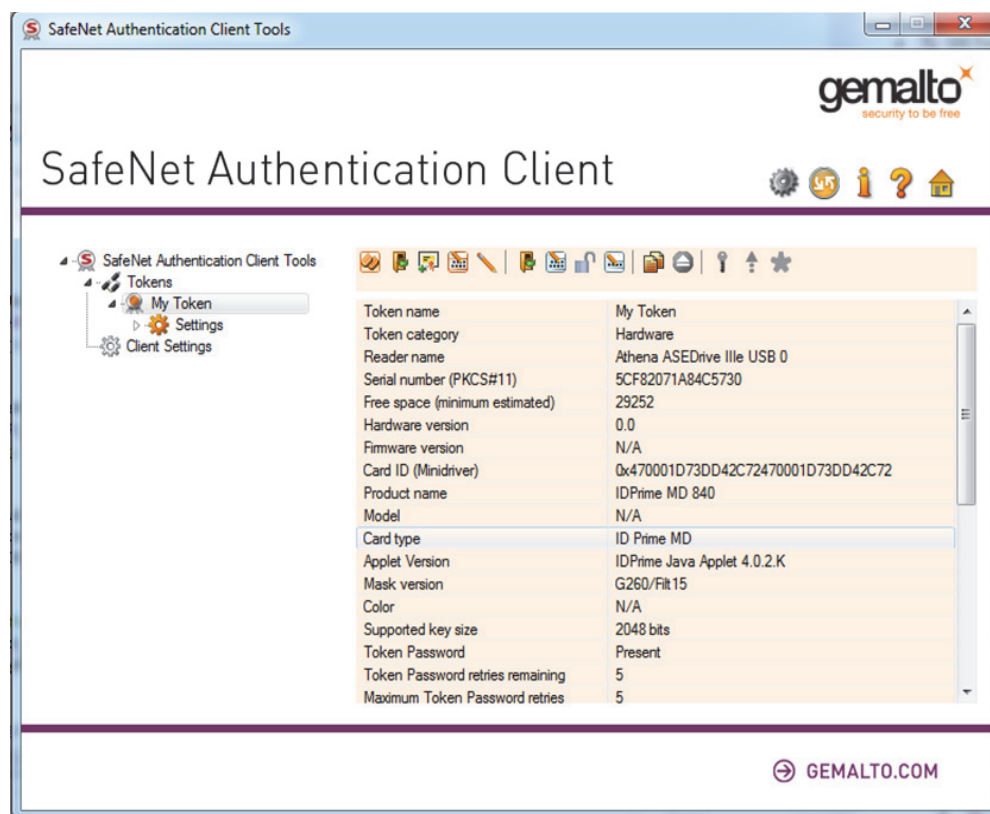 SafeNet Authentication Client Tools
gemalto
security to be free
SafeNet Authentication Client
SafeNet Authentication Client Tools
Tokens
My Token
Settings
Client Settings
Token name My Token
Token category Hardware
Reader name Athena ASEDrive IIIe USB 0
Serial number (PKCS#11) 5CF82071A84C5730
Free space (minimum estimated) 29252
Hardware version 0.0
Firmware version N/A
Card ID (Minidriver) 0x470001D73DD42C72470001D73DD42C72
Product name IDPrime MD 840
Model N/A
Card type ID Prime MD
Applet Version IDPrime Java Applet 4.0.2.K
Mask version G260/Filt15
Color N/A
Supported key size 2048 bits
Token Password Present
Token Password retries remaining 5
Maximum Token Password retries 5
GEMALTO.COM